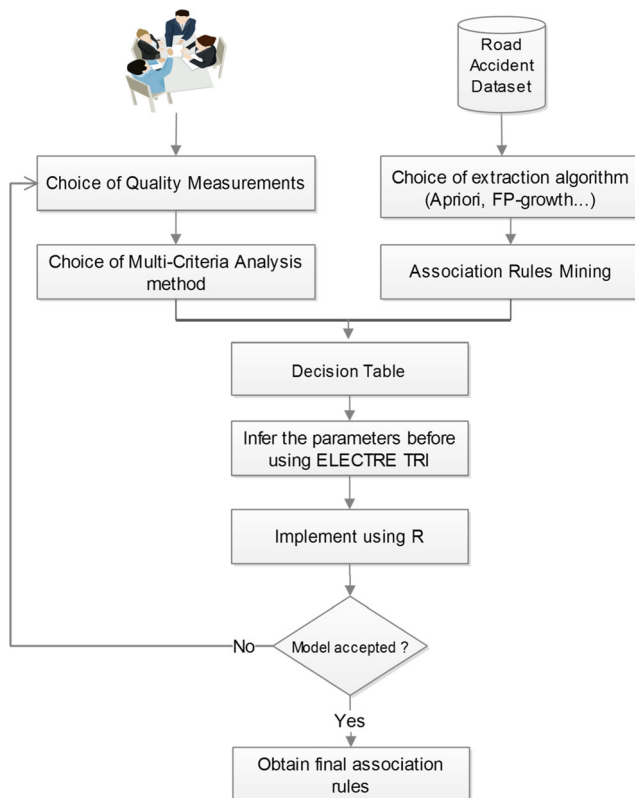 Road
Accident
Dataset
Choice of Quality Measurements
Choice of extraction algorithm
(Apriori, FP-growth...)
Choice of Multi-Criteria Analysis
method
Association Rules Mining
Decision Table
Infer the parameters before
using ELECTRE TRI
Implement using R
Model accepted ?
No
Yes
Obtain final association
rules